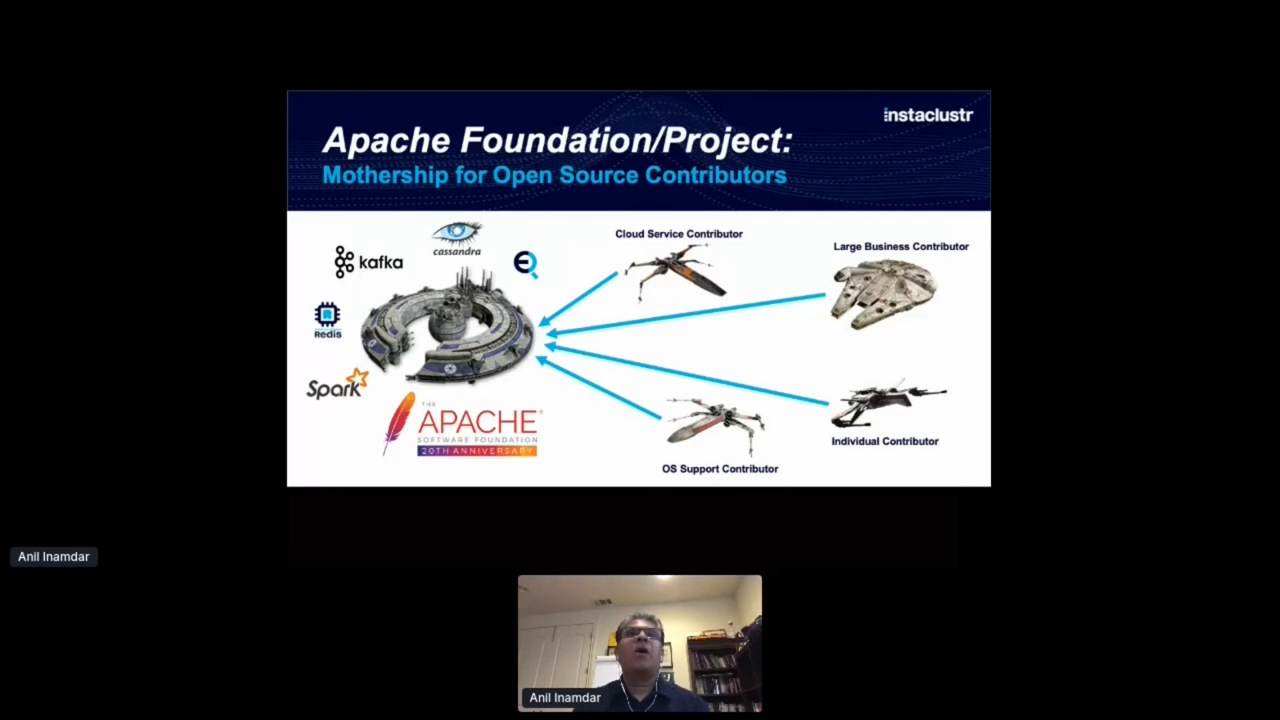 instaclustr
Apache Foundation/Project:
Mothership for Open Source Contributors
cassandra
kafka
Redis
Spark
THE
APACHE
SOFTWARE FOUNDATION
20TH ANNIVERSARY
Cloud Service Contributor
Large Business Contributor
Individual Contributor
OS Support Contributor
Anil Inamdar
Anil Inamdar